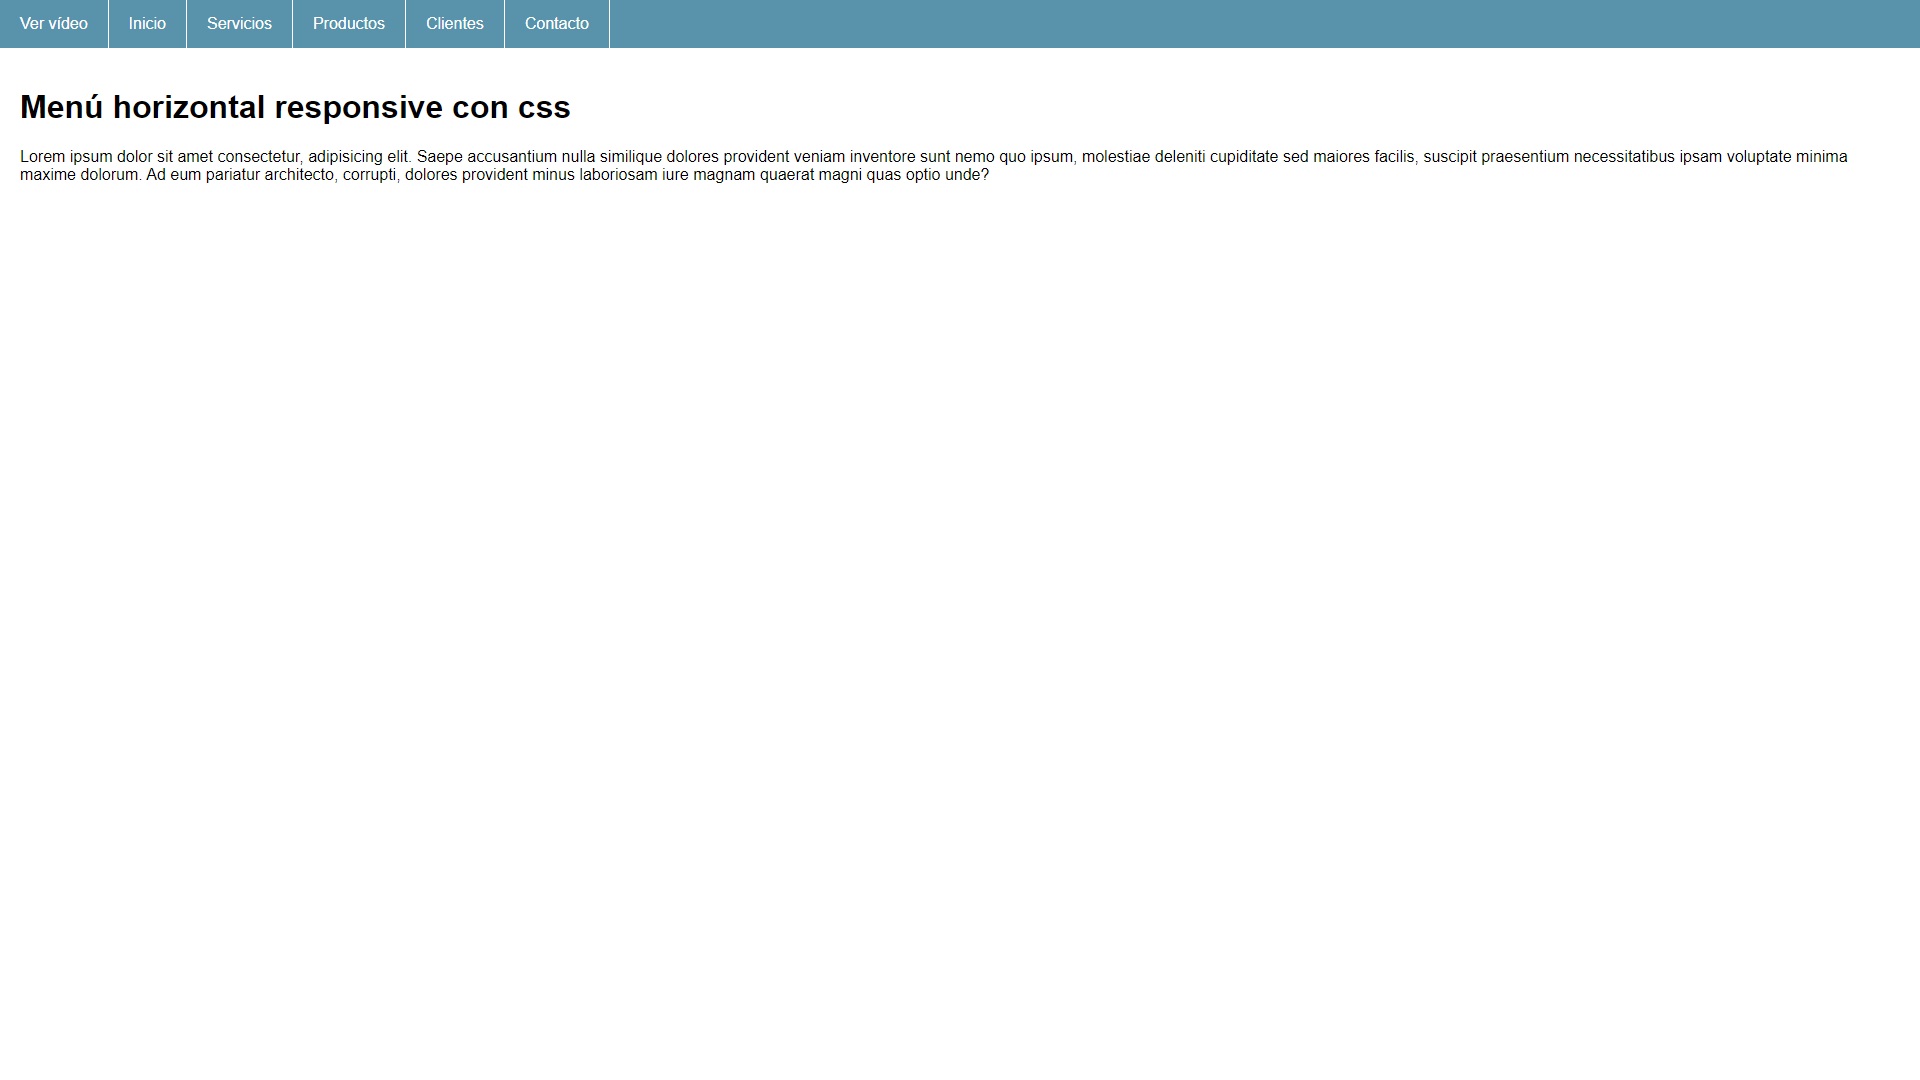 Ver vídeo Inicio Servicios Productos Clientes Contacto
Menú horizontal responsive con css
Lorem ipsum dolor sit amet consectetur, adipisicing elit. Saepe accusantium nulla similique dolores provident veniam inventore sunt nemo quo ipsum, molestiae deleniti cupiditate sed maiores facilis, suscipit praesentium necessitatibus ipsam voluptate minima
maxime dolorum. Ad eum pariatur architecto, corrupti, dolores provident minus laboriosam iure magnam quaerat magni quas optio unde?